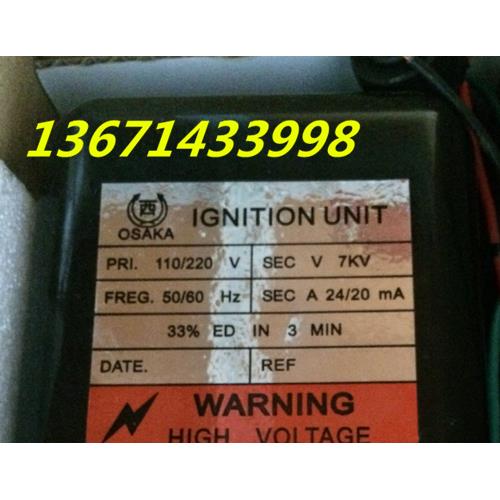 13671433998
西 IGNITION UNIT
OSAKA
PRI. 110/220 V SEC V 7KV
FREG. 50/60 Hz SEC A 24/20 mA
33% ED IN 3 MIN
DATE. REF
WARNING
HIGH VOLTAGE